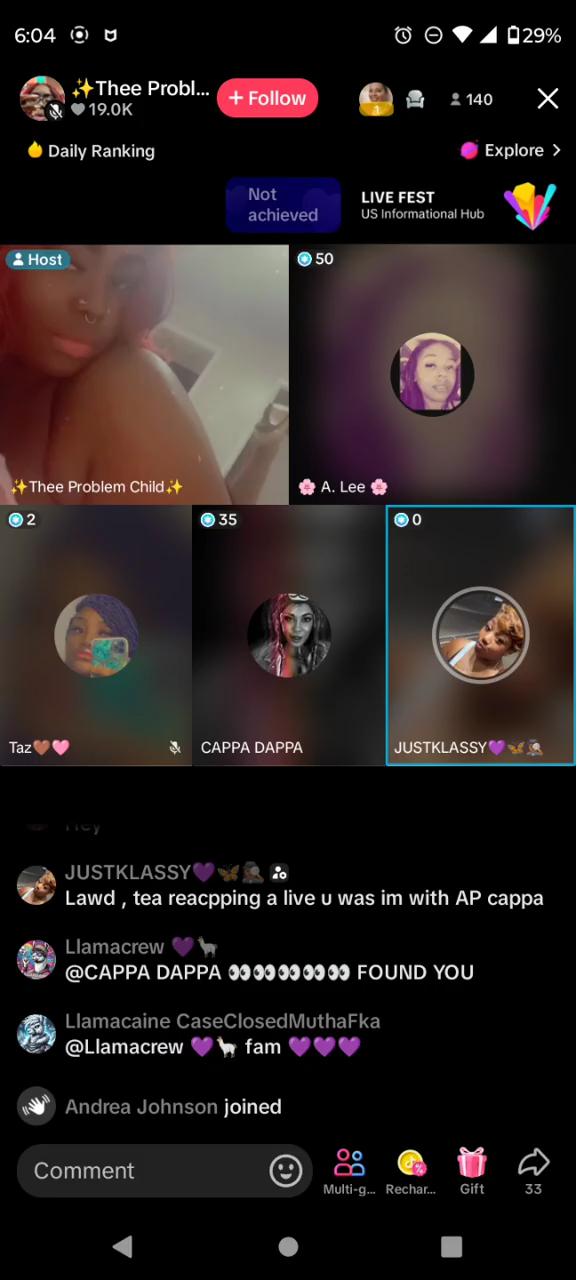 6:04
29%
✨Thee Probl...
19.0K
+ Follow
1
140
Daily Ranking
Explore >
Not
achieved
LIVE FEST
US Informational Hub
Host
50
✨Thee Problem Child✨
🌸 A. Lee 🌸
2
35
0
Taz🤎🩷
CAPPA DAPPA
JUSTKLASSY💜🦋🕵🏽‍♀️
Hey
JUSTKLASSY💜🦋🕵🏽‍♀️
Lawd , tea reacpping a live u was im with AP cappa
Llamacrew 💜🦙
@CAPPA DAPPA 👀👀👀👀👀 FOUND YOU
Llamacaine CaseClosedMuthaFka
@Llamacrew 💜🦙 fam 💜💜💜
Andrea Johnson joined
Comment
Multi-g...
Rechar...
Gift
33